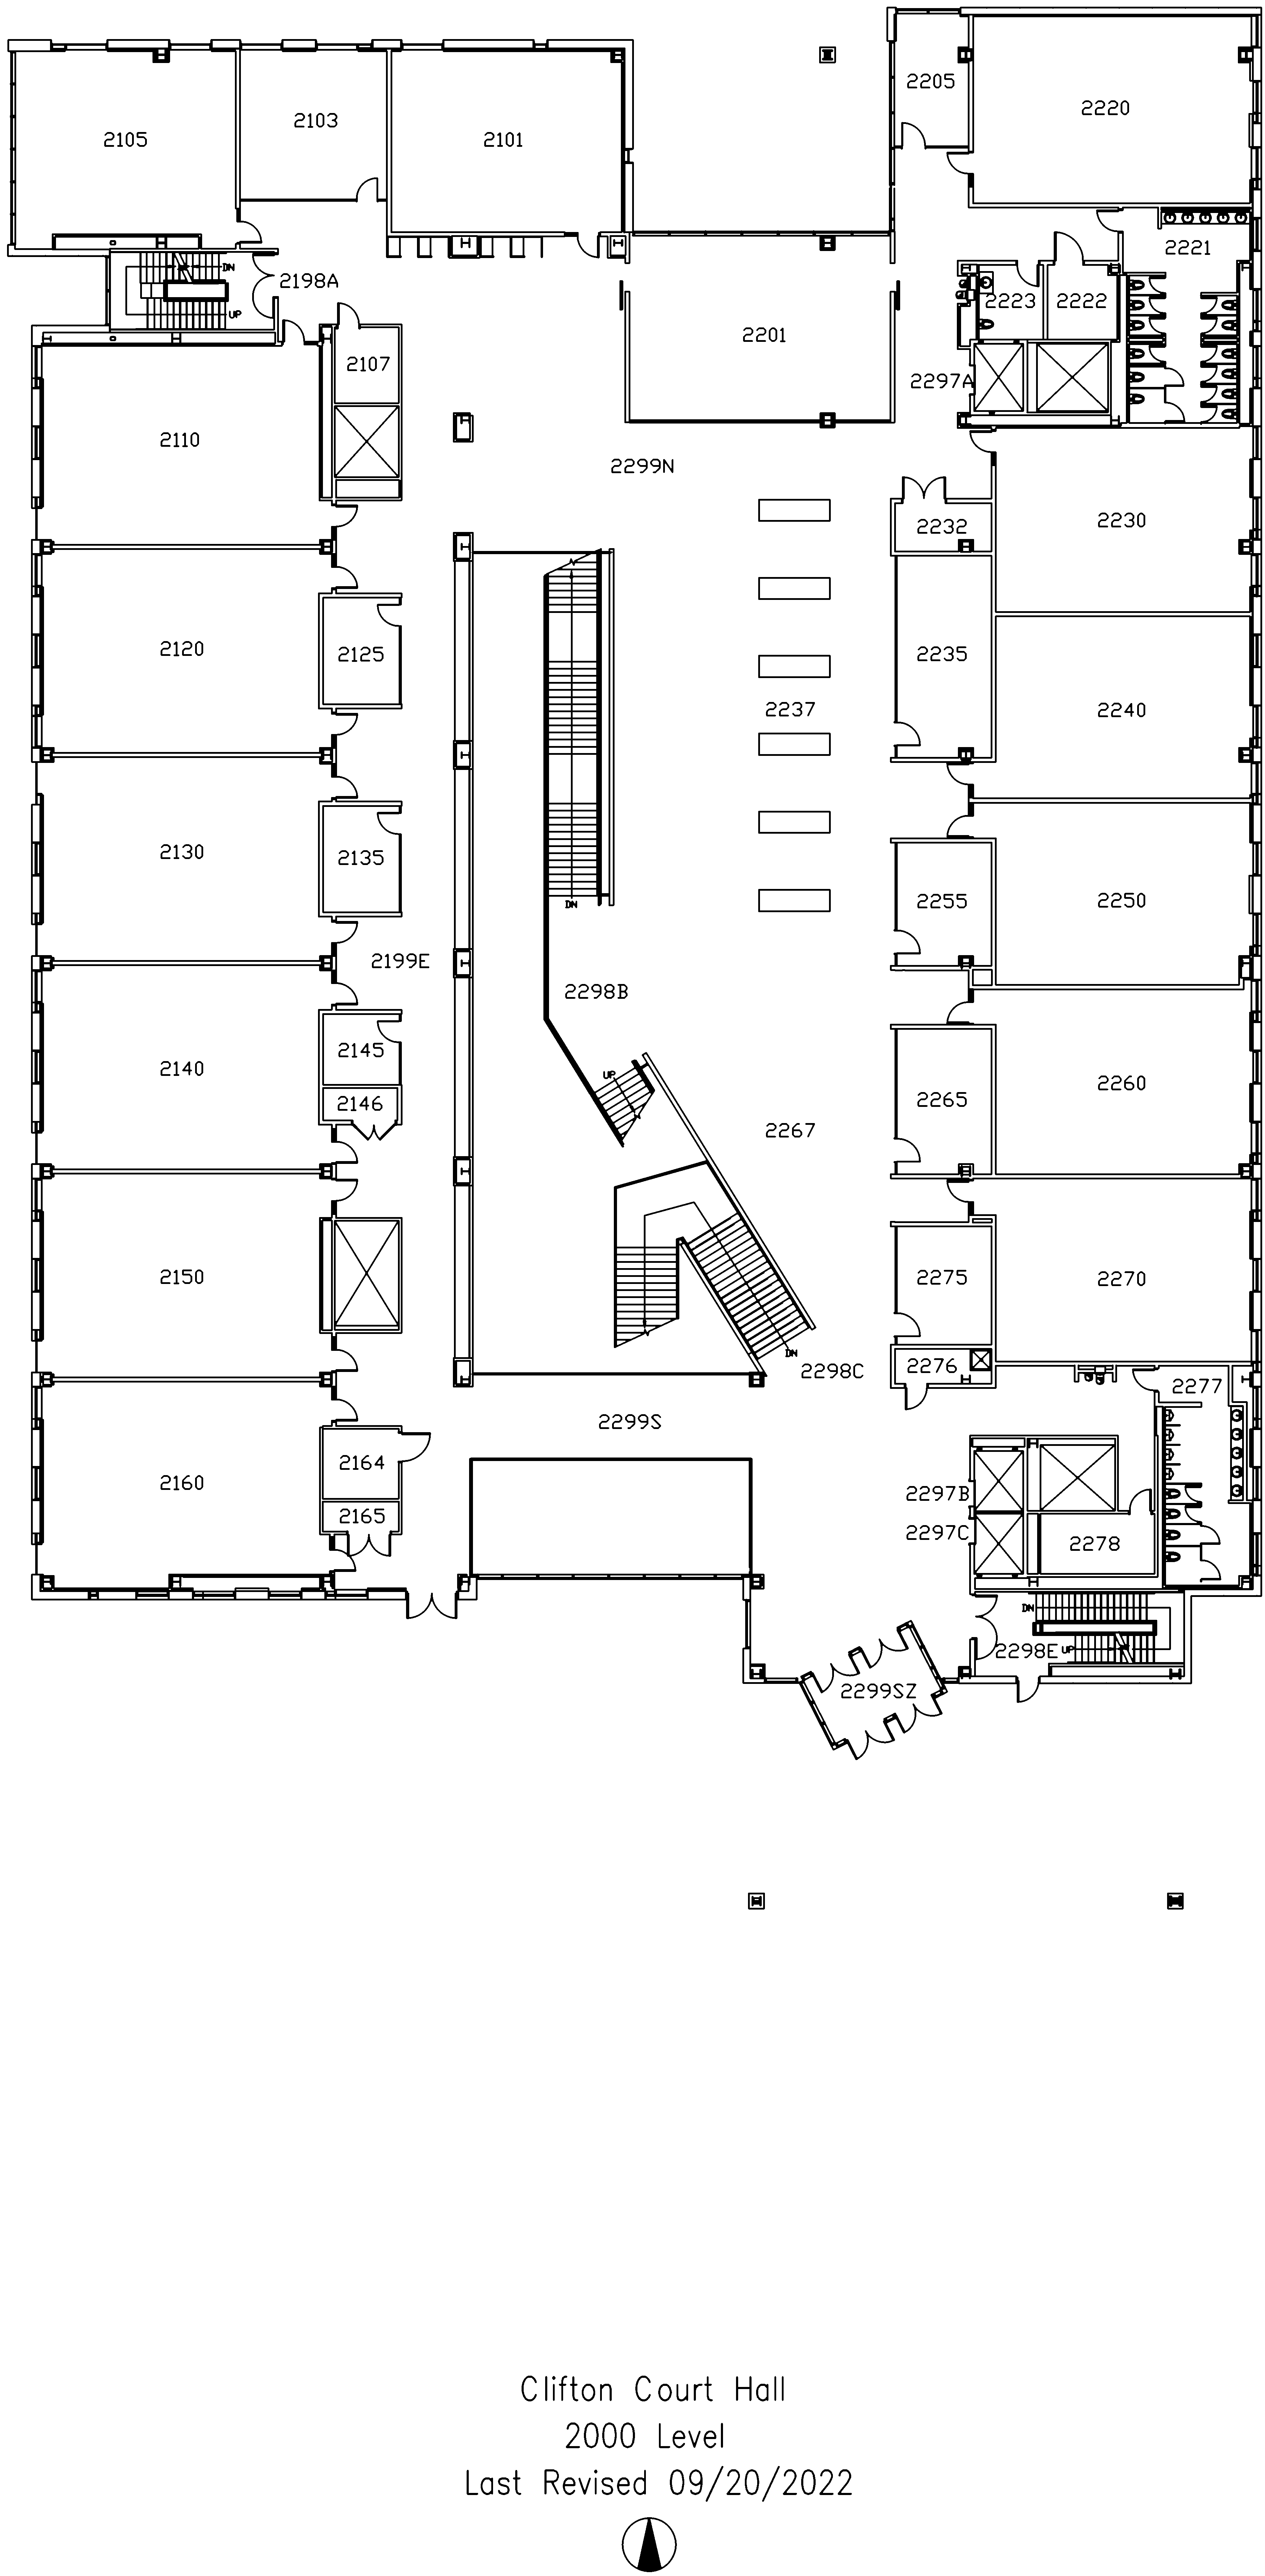 2205
2220
2103
2105
2101
2221
DN
2198A
2223
2222
UP
2201
2107
2297A
2110
2299N
2230
2232
2120
2125
2235
2237
2240
2130
2135
2255
2250
DN
2199E
2298B
2145
2140
UP
2260
2146
2265
2267
2150
2275
2270
DN
2298C
2276
2277
2299S
2164
2160
2297B
2165
2297C
2278
DN
2298E
UP
2299SZ
Clifton Court Hall
2000 Level
Last Revised 09/20/2022